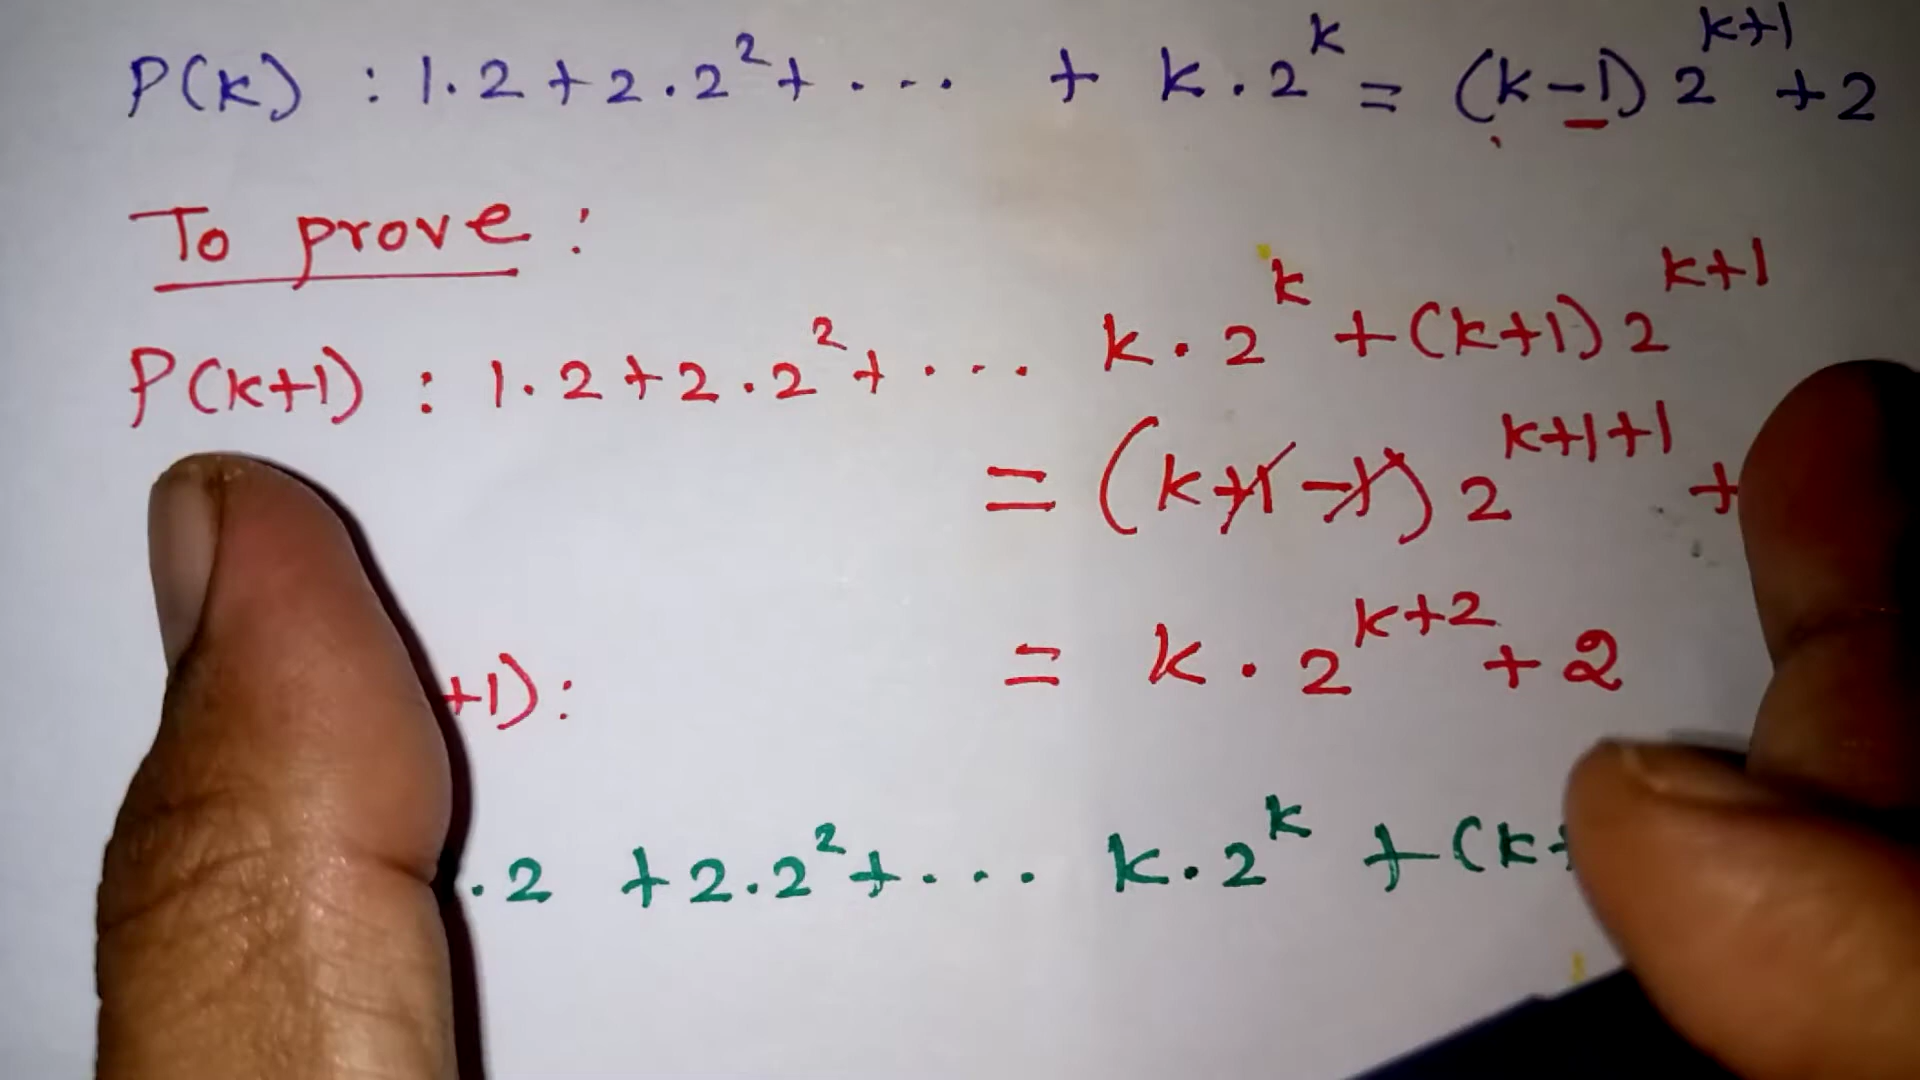 P(k) : 1.2 + 2.2² + ... + k.2^k = (k-1) 2^{k+1} + 2
To prove :
P(k+1) : 1.2 + 2.2² + ... k.2^k + (k+1) 2^{k+1}
= (k+1-1) 2^{k+1+1} +
= k.2^{k+2} + 2
+1) :
.2 + 2.2² + ... k.2^k + (k+